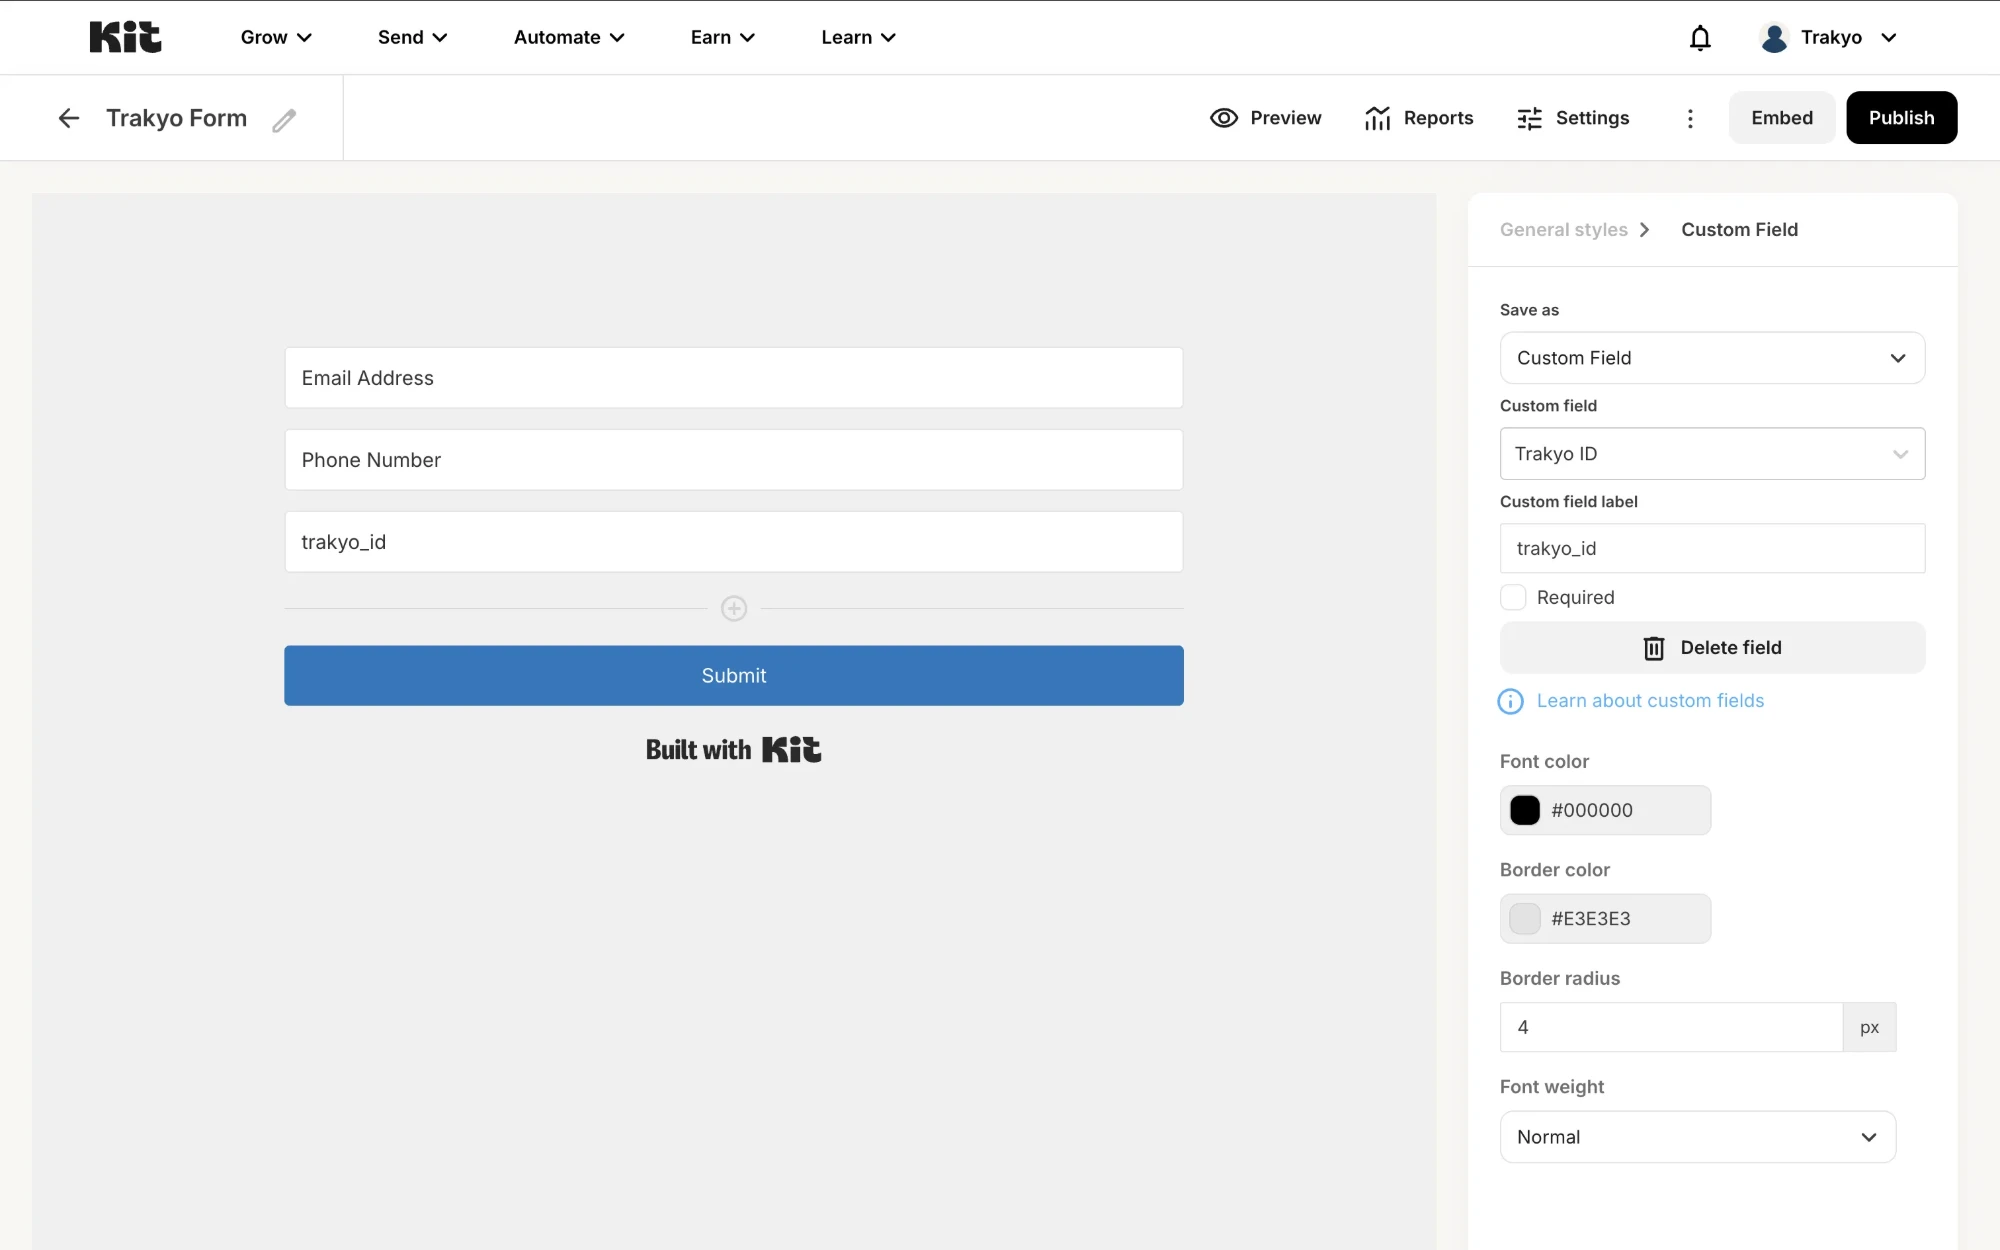 Kit Grow Send Automate Earn Learn Trakyo
Trakyo Form Preview Reports Settings Embed Publish
Email Address
Phone Number
trakyo_id
Submit
Built with Kit
General styles Custom Field
Save as
Custom Field
Custom field
Trakyo ID
Custom field label
trakyo_id
Required
Delete field
Learn about custom fields
Font color
#000000
Border color
#E3E3E3
Border radius
4 px
Font weight
Normal